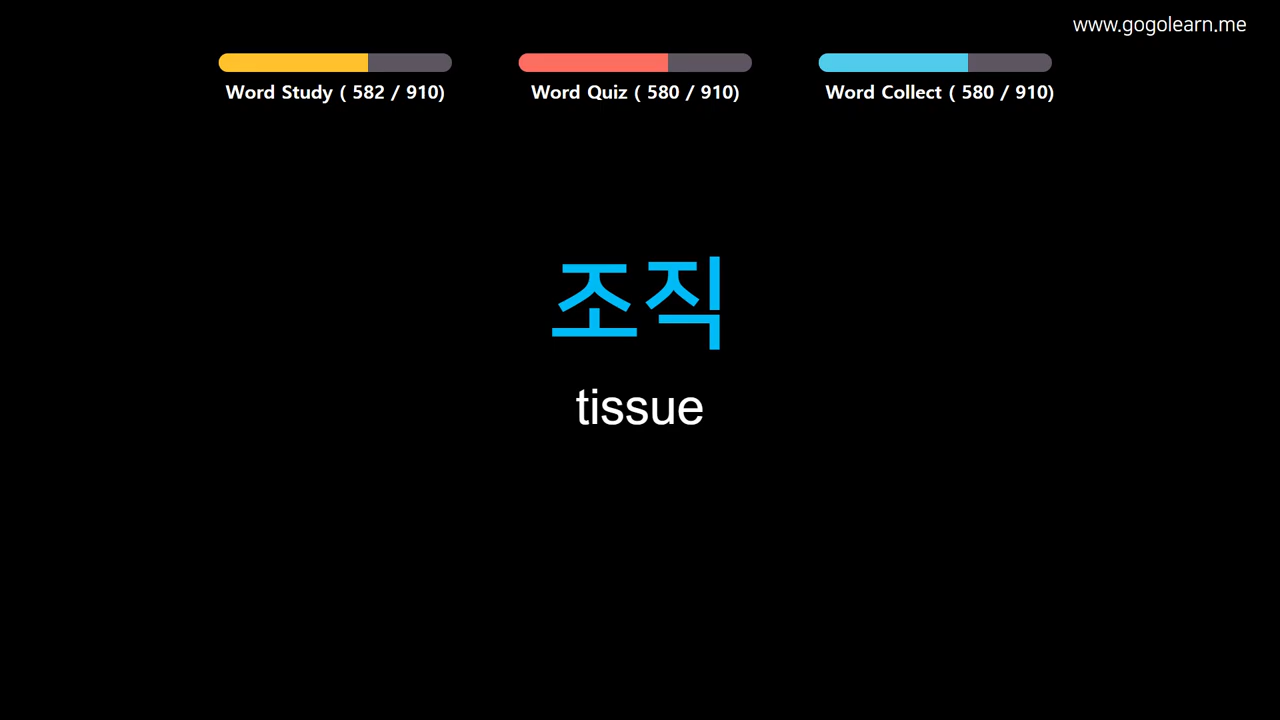 www.gogolearn.me
Word Study ( 582 / 910)
Word Quiz ( 580 / 910)
Word Collect ( 580 / 910)
조직
tissue